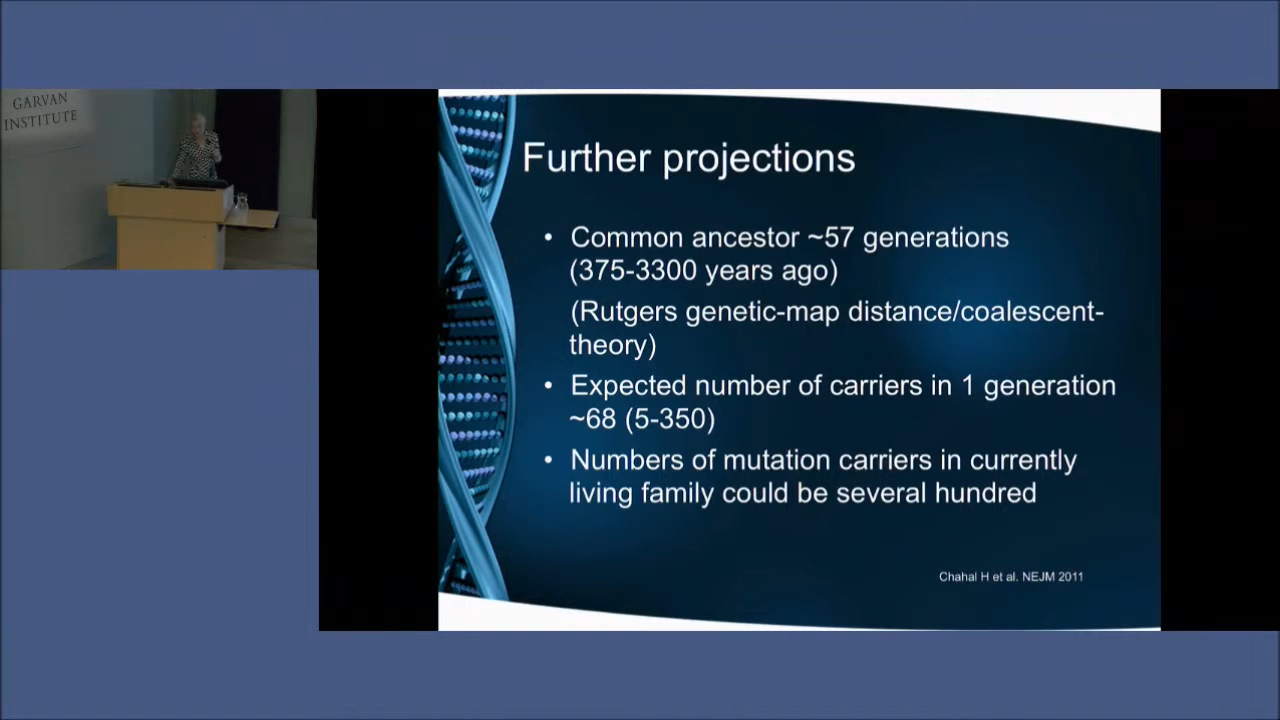 GARVAN
INSTITUTE
Further projections
• Common ancestor ~57 generations
(375-3300 years ago)
(Rutgers genetic-map distance/coalescent-
theory)
• Expected number of carriers in 1 generation
~68 (5-350)
• Numbers of mutation carriers in currently
living family could be several hundred
Chahal H et al. NEJM 2011